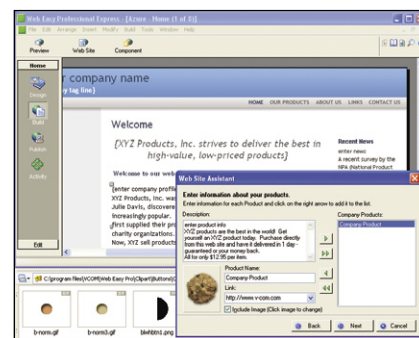 Web Easy Professional Express - [Azure - Home (1 of 5)]
File Edit Arrange Insert Modify Build Tools Window Help
Preview Web Site Component
Home
Design
Build
Publish
Activity
Edit
r company name
y tag line}
HOME OUR PRODUCTS ABOUT US LINKS CONTACT US
Welcome
{XYZ Products, Inc. strives to deliver the best in
high-value, low-priced products}
Welcome to our web
{enter company profile
XYZ Products, Inc. was
Julie Davis, discovere
increasingly popular.
first supplied their pro
charity organizations.
Now, XYZ sell product
Recent News
enter news:
A recent survey by the
NPA (National Product
Web Site Assistant
Enter information about your products.
Enter information for each Product and click on the right arrow to add it to the list.
Description:
enter product info:
XYZ products are the best in the world! Get
yourself an XYZ product today. Purchase directly
from this web site and have it delivered in 1 day -
guaranteed or your money back.
All for only $12.95 per item.
Company Products:
Company Product
Product Name:
Company Product
Link:
http://www.v-com.com
Include Image (Click image to change)
Back Next Cancel
C:\program files\VCOM\Web Easy Pro\Clipart\Buttons\C
b-norm.gif b-norm3.gif blwhbtn1.png